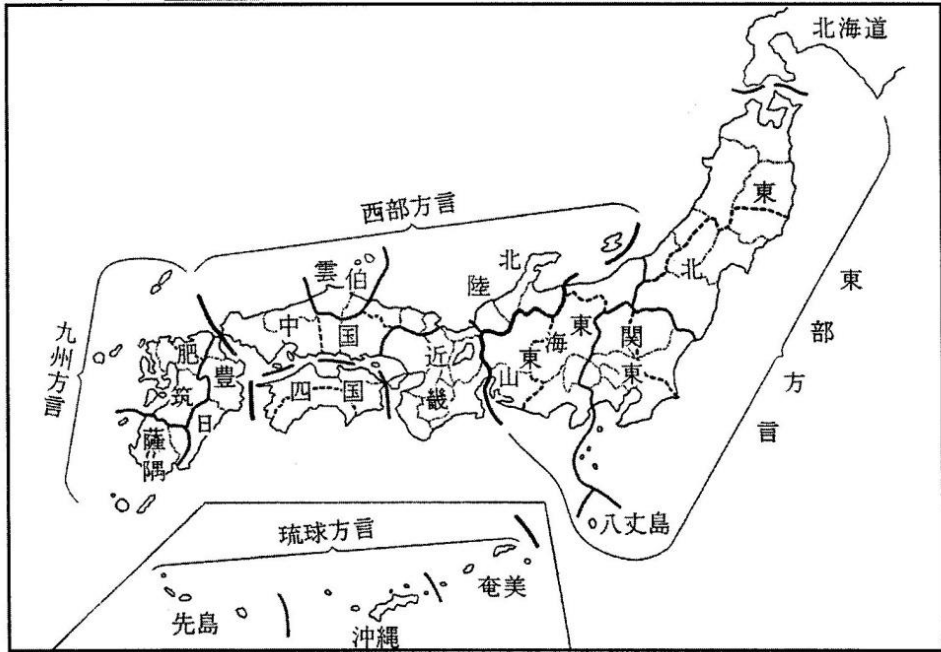 北海道
東北
東部方言
西部方言
雲伯
北陸
中国
近畿
東海東山
関東
四国
九州方言
肥筑
豊日
薩隅
八丈島
琉球方言
奄美
沖縄
先島